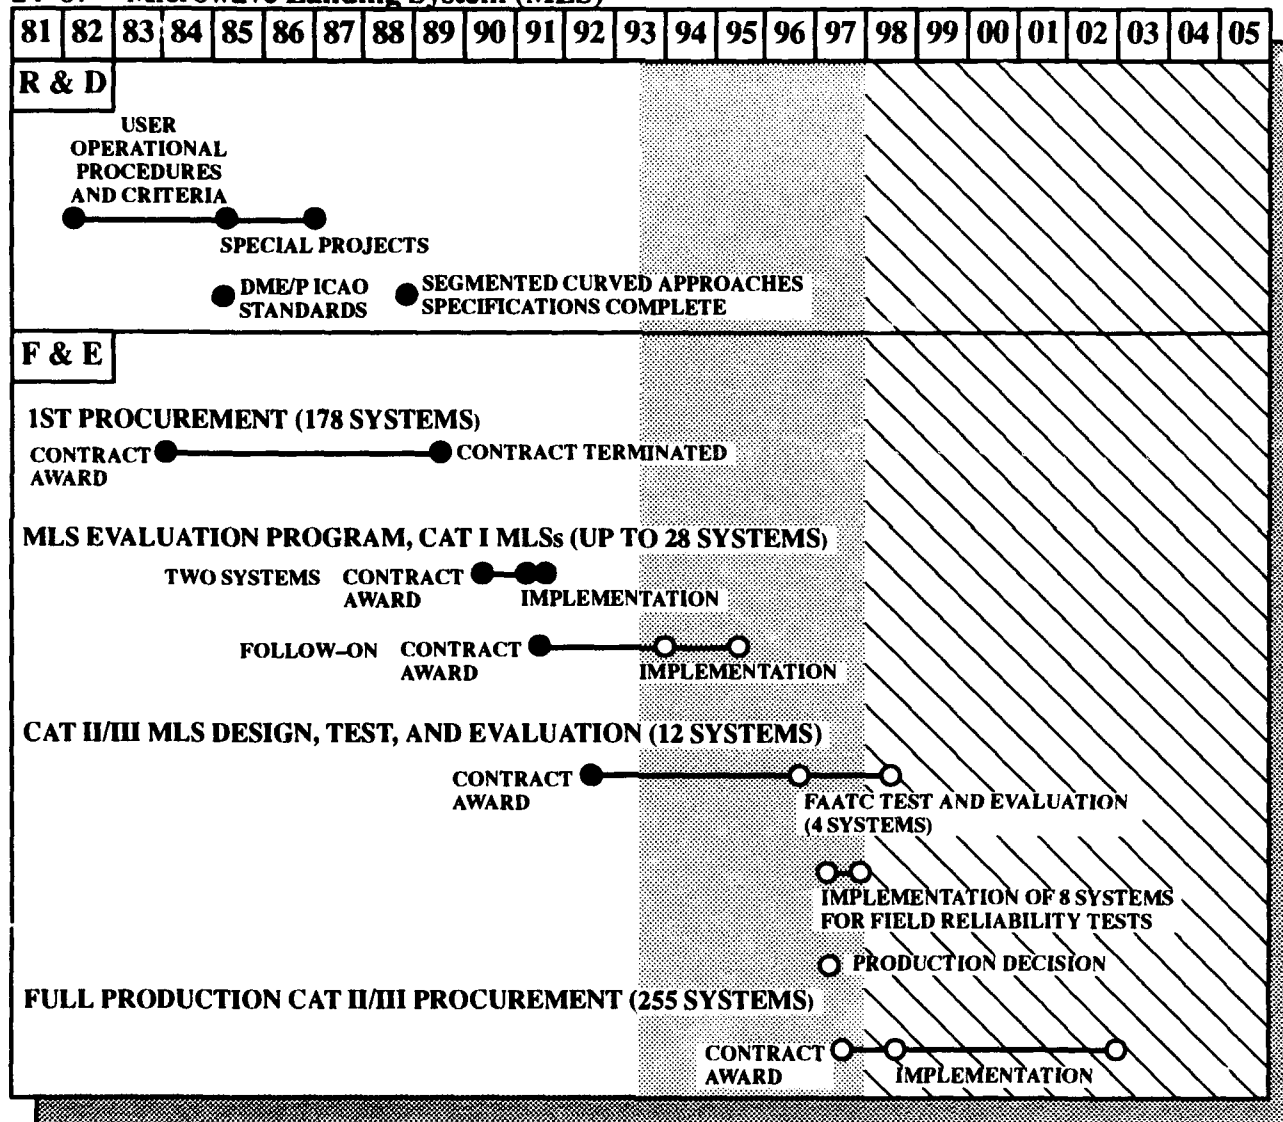 Microwave Landing System (MLS)
81 82 83 84 85 86 87 88 89 90 91 92 93 94 95 96 97 98 99 00 01 02 03 04 05
R & D
USER
OPERATIONAL
PROCEDURES
AND CRITERIA
SPECIAL PROJECTS
DME/P ICAO
STANDARDS
SEGMENTED CURVED APPROACHES
SPECIFICATIONS COMPLETE
F & E
1ST PROCUREMENT (178 SYSTEMS)
CONTRACT
AWARD
CONTRACT TERMINATED
MLS EVALUATION PROGRAM, CAT I MLSs (UP TO 28 SYSTEMS)
TWO SYSTEMS
CONTRACT
AWARD
IMPLEMENTATION
FOLLOW-ON
CONTRACT
AWARD
IMPLEMENTATION
CAT II/III MLS DESIGN, TEST, AND EVALUATION (12 SYSTEMS)
CONTRACT
AWARD
FAATC TEST AND EVALUATION
(4 SYSTEMS)
IMPLEMENTATION OF 8 SYSTEMS
FOR FIELD RELIABILITY TESTS
PRODUCTION DECISION
FULL PRODUCTION CAT II/III PROCUREMENT (255 SYSTEMS)
CONTRACT
AWARD
IMPLEMENTATION